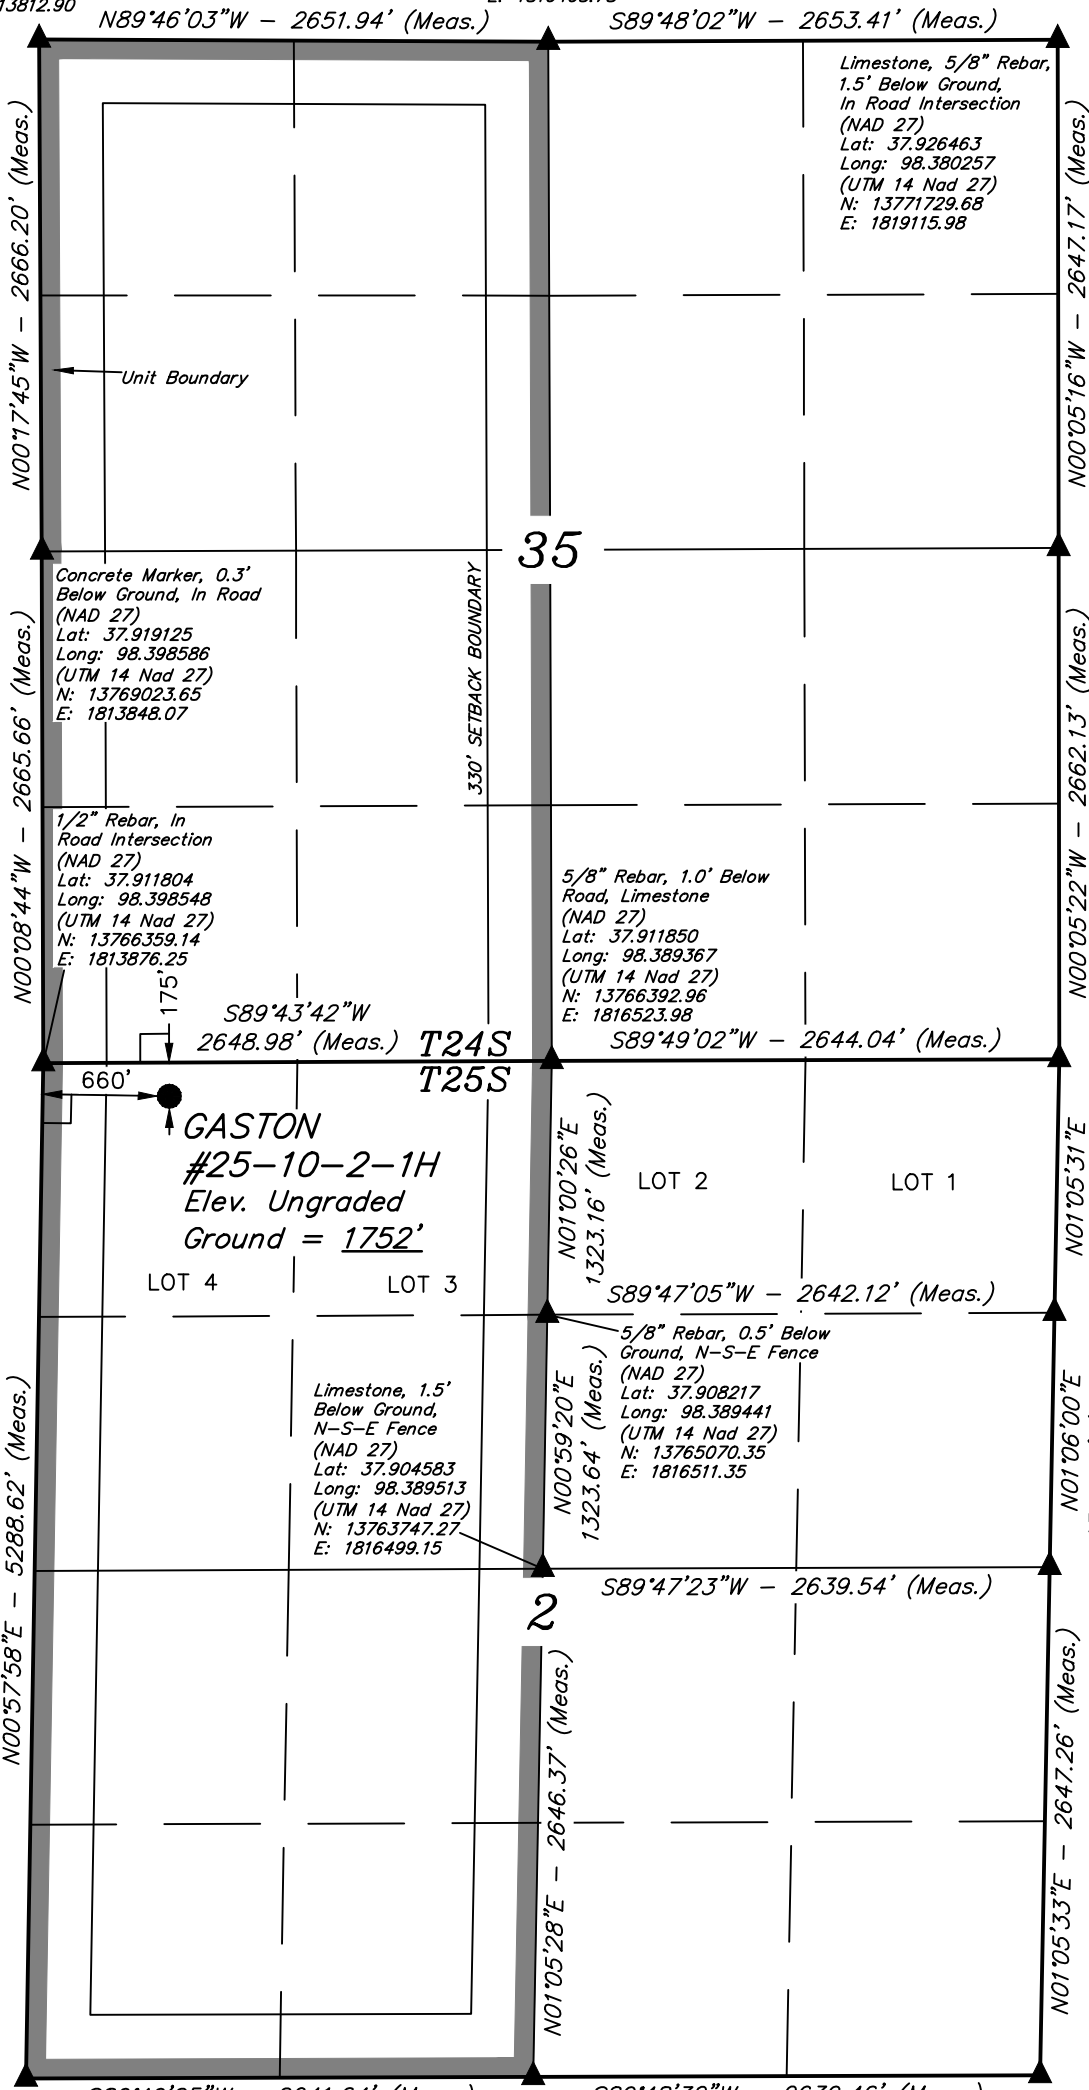 13812.90
N89°46'03"W – 2651.94' (Meas.)
S89°48'02"W – 2653.41' (Meas.)
Limestone, 5/8" Rebar,
1.5' Below Ground,
In Road Intersection
(NAD 27)
Lat: 37.926463
Long: 98.380257
(UTM 14 Nad 27)
N: 13771729.68
E: 1819115.98
N00°17'45"W – 2666.20' (Meas.)
N00°05'16"W – 2647.17' (Meas.)
Unit Boundary
35
Concrete Marker, 0.3'
Below Ground, In Road
(NAD 27)
Lat: 37.919125
Long: 98.398586
(UTM 14 Nad 27)
N: 13769023.65
E: 1813848.07
330' SETBACK BOUNDARY
N00°08'44"W – 2665.66' (Meas.)
N00°05'22"W – 2662.13' (Meas.)
1/2" Rebar, In
Road Intersection
(NAD 27)
Lat: 37.911804
Long: 98.398548
(UTM 14 Nad 27)
N: 13766359.14
E: 1813876.25
5/8" Rebar, 1.0' Below
Road, Limestone
(NAD 27)
Lat: 37.911850
Long: 98.389367
(UTM 14 Nad 27)
N: 13766392.96
E: 1816523.98
175'
S89°43'42"W
2648.98' (Meas.)
T24S
S89°49'02"W – 2644.04' (Meas.)
T25S
660'
GASTON
#25-10-2-1H
Elev. Ungraded
Ground = 1752'
N01°00'26"E
1323.16' (Meas.)
LOT 2
LOT 1
N01°05'31"E
LOT 4
LOT 3
S89°47'05"W – 2642.12' (Meas.)
5/8" Rebar, 0.5' Below
Ground, N-S-E Fence
(NAD 27)
Lat: 37.908217
Long: 98.389441
(UTM 14 Nad 27)
N: 13765070.35
E: 1816511.35
Limestone, 1.5'
Below Ground,
N-S-E Fence
(NAD 27)
Lat: 37.904583
Long: 98.389513
(UTM 14 Nad 27)
N: 13763747.27
E: 1816499.15
N00°59'20"E
1323.64' (Meas.)
N01°06'00"E
N00°57'58"E – 5288.62' (Meas.)
S89°47'23"W – 2639.54' (Meas.)
2
N01°05'28"E – 2646.37' (Meas.)
N01°05'33"E – 2647.26' (Meas.)